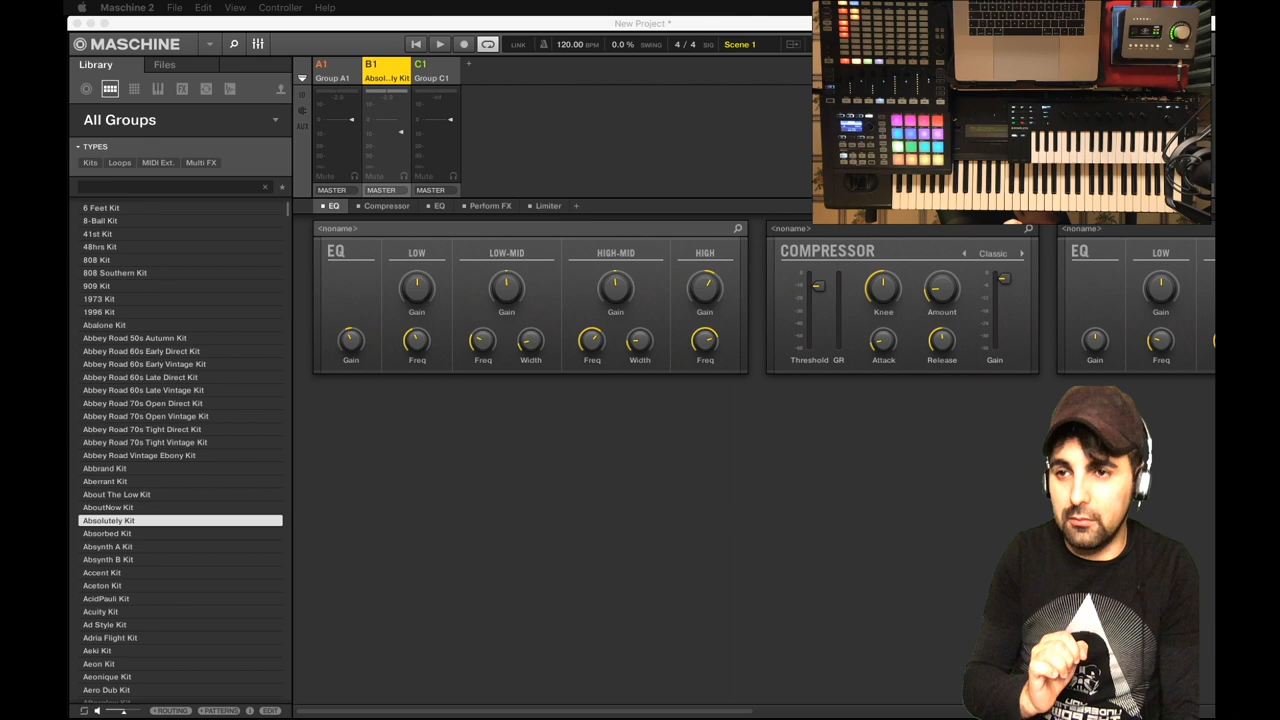 Maschine 2 File Edit View Controller Help
New Project *
MASCHINE
LINK 120.00 BPM 0.0 % SWING 4 / 4 SIG Scene 1
Library Files
A1 B1 C1 +
Group A1 Absol..ly Kit Group C1
All Groups
AUX
TYPES
Kits Loops MIDI Ext. Multi FX
Mute Mute Mute
MASTER MASTER MASTER
EQ Compressor EQ Perform FX Limiter +
<noname> <noname> <noname>
EQ LOW LOW-MID HIGH-MID HIGH COMPRESSOR Classic EQ LOW
Gain Gain Gain Gain Knee Amount Gain
Gain Freq Freq Width Freq Width Freq Threshold GR Attack Release Gain Gain Freq
6 Feet Kit
8-Ball Kit
41st Kit
48hrs Kit
808 Kit
808 Southern Kit
909 Kit
1973 Kit
1996 Kit
Abalone Kit
Abbey Road 50s Autumn Kit
Abbey Road 60s Early Direct Kit
Abbey Road 60s Early Vintage Kit
Abbey Road 60s Late Direct Kit
Abbey Road 60s Late Vintage Kit
Abbey Road 70s Open Direct Kit
Abbey Road 70s Open Vintage Kit
Abbey Road 70s Tight Direct Kit
Abbey Road 70s Tight Vintage Kit
Abbey Road Vintage Ebony Kit
Abbrand Kit
Aberrant Kit
About The Low Kit
AboutNow Kit
Absolutely Kit
Absorbed Kit
Absynth A Kit
Absynth B Kit
Accent Kit
Aceton Kit
AcidPauli Kit
Acuity Kit
Ad Style Kit
Adria Flight Kit
Aeki Kit
Aeon Kit
Aeonique Kit
Aero Dub Kit
+ROUTING +PATTERNS EDIT